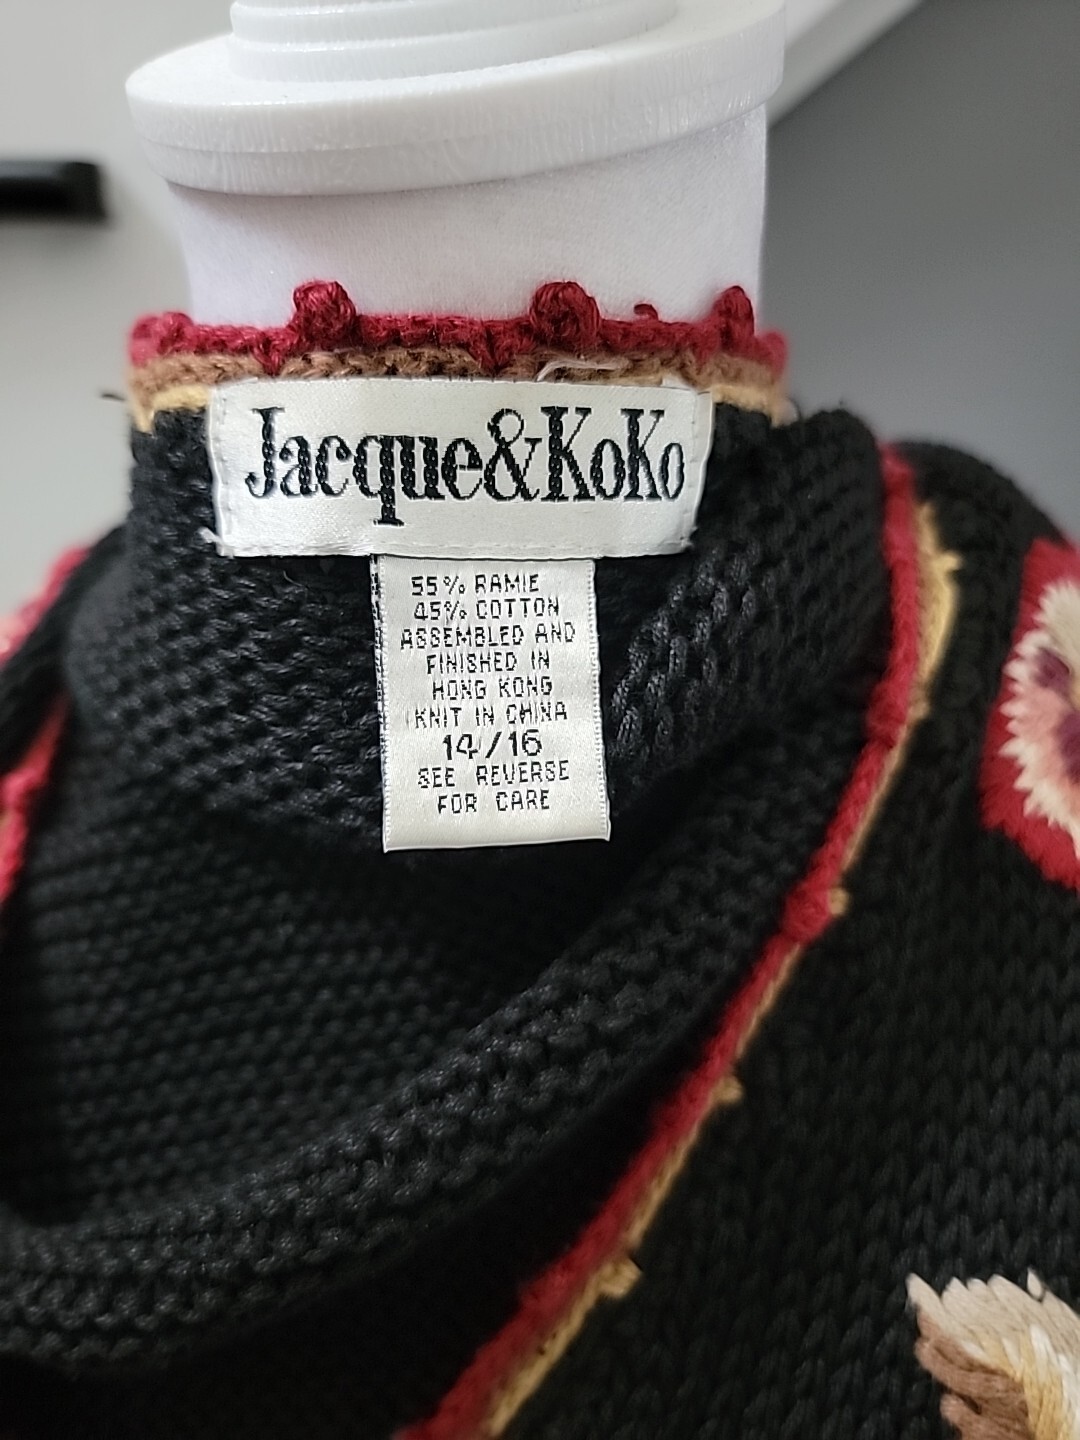 Jacque&KoKo
55% RAMIE
45% COTTON
ASSEMBLED AND
FINISHED IN
HONG KONG
KNIT IN CHINA
14/16
SEE REVERSE
FOR CARE